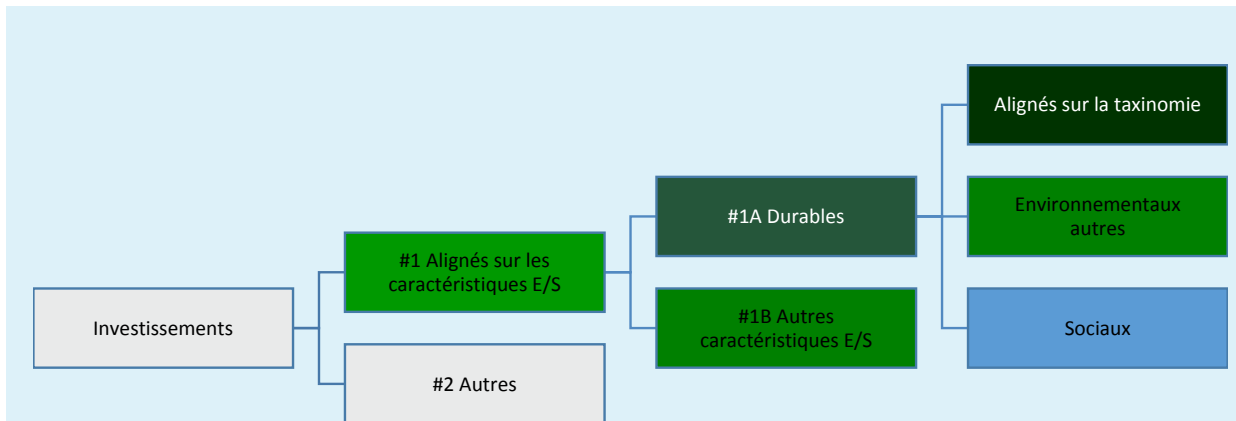 Investissements
#1 Alignés sur les
caractéristiques E/S
#2 Autres
#1A Durables
#1B Autres
caractéristiques E/S
Alignés sur la taxinomie
Environnementaux
autres
Sociaux